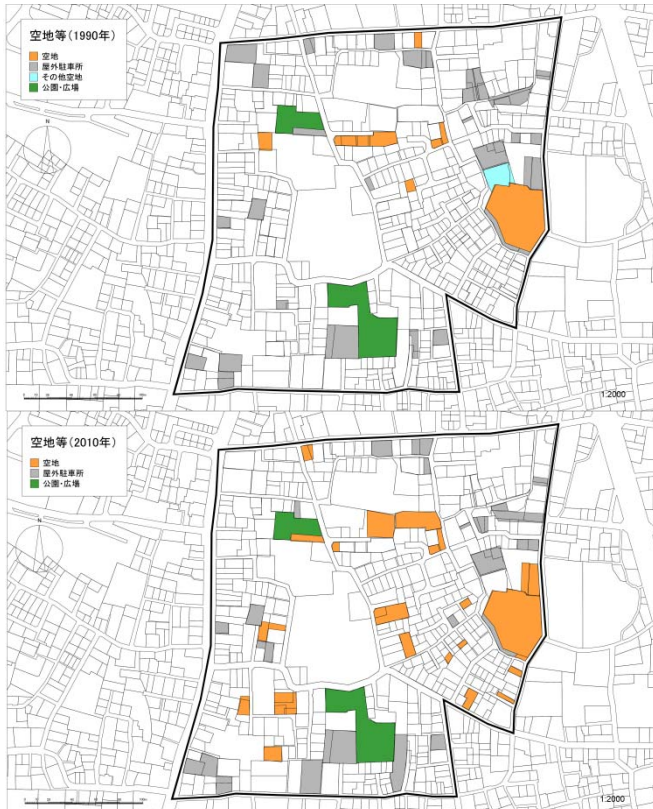 空地等(1990年)
空地
屋外駐車所
その他空地
公園・広場
N
1:2000
空地等(2010年)
空地
屋外駐車所
公園・広場
N
1:2000